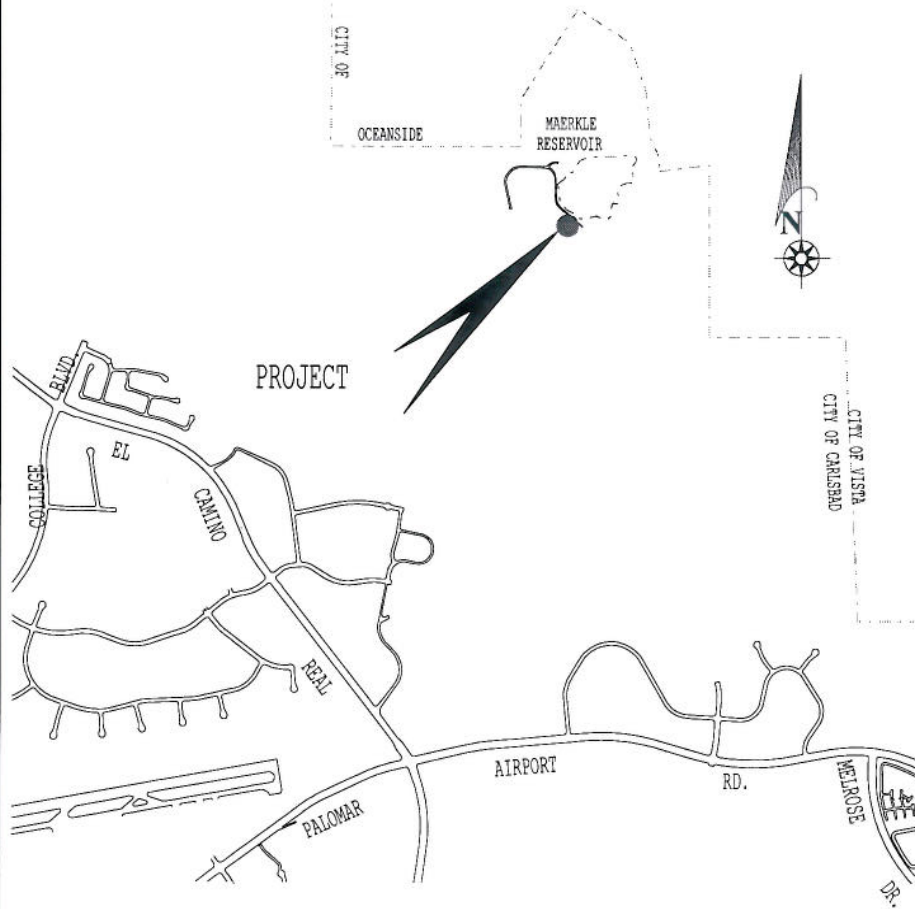 CITY OF
OCEANSIDE
MAERKLE
RESERVOIR
N
PROJECT
BLVD.
COLLEGE
EL
CAMINO
REAL
CITY OF VISTA
CITY OF CARLSBAD
AIRPORT
RD.
PALOMAR
MELROSE
DR.